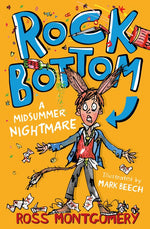 ROCK
BOTTOM
A
MIDSUMMER
NIGHTMARE
Illustrated by
MARK BEECH
ROSS MONTGOMERY